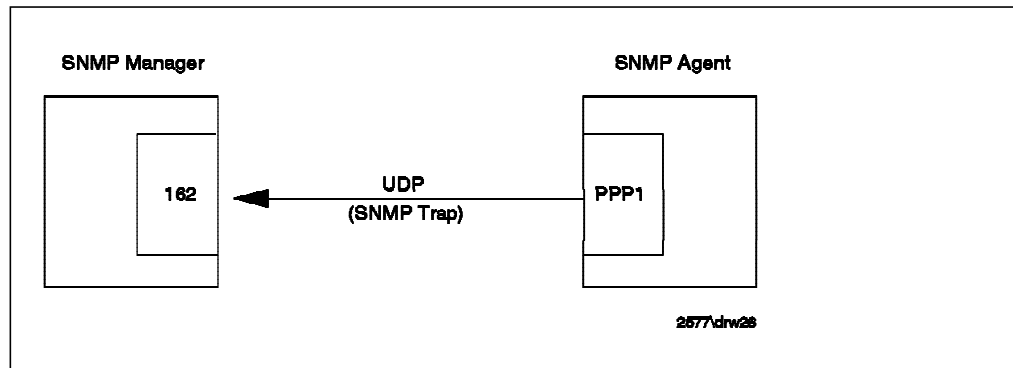 SNMP Manager
SNMP Agent
162
UDP
(SNMP Trap)
PPP1
2577\drw26